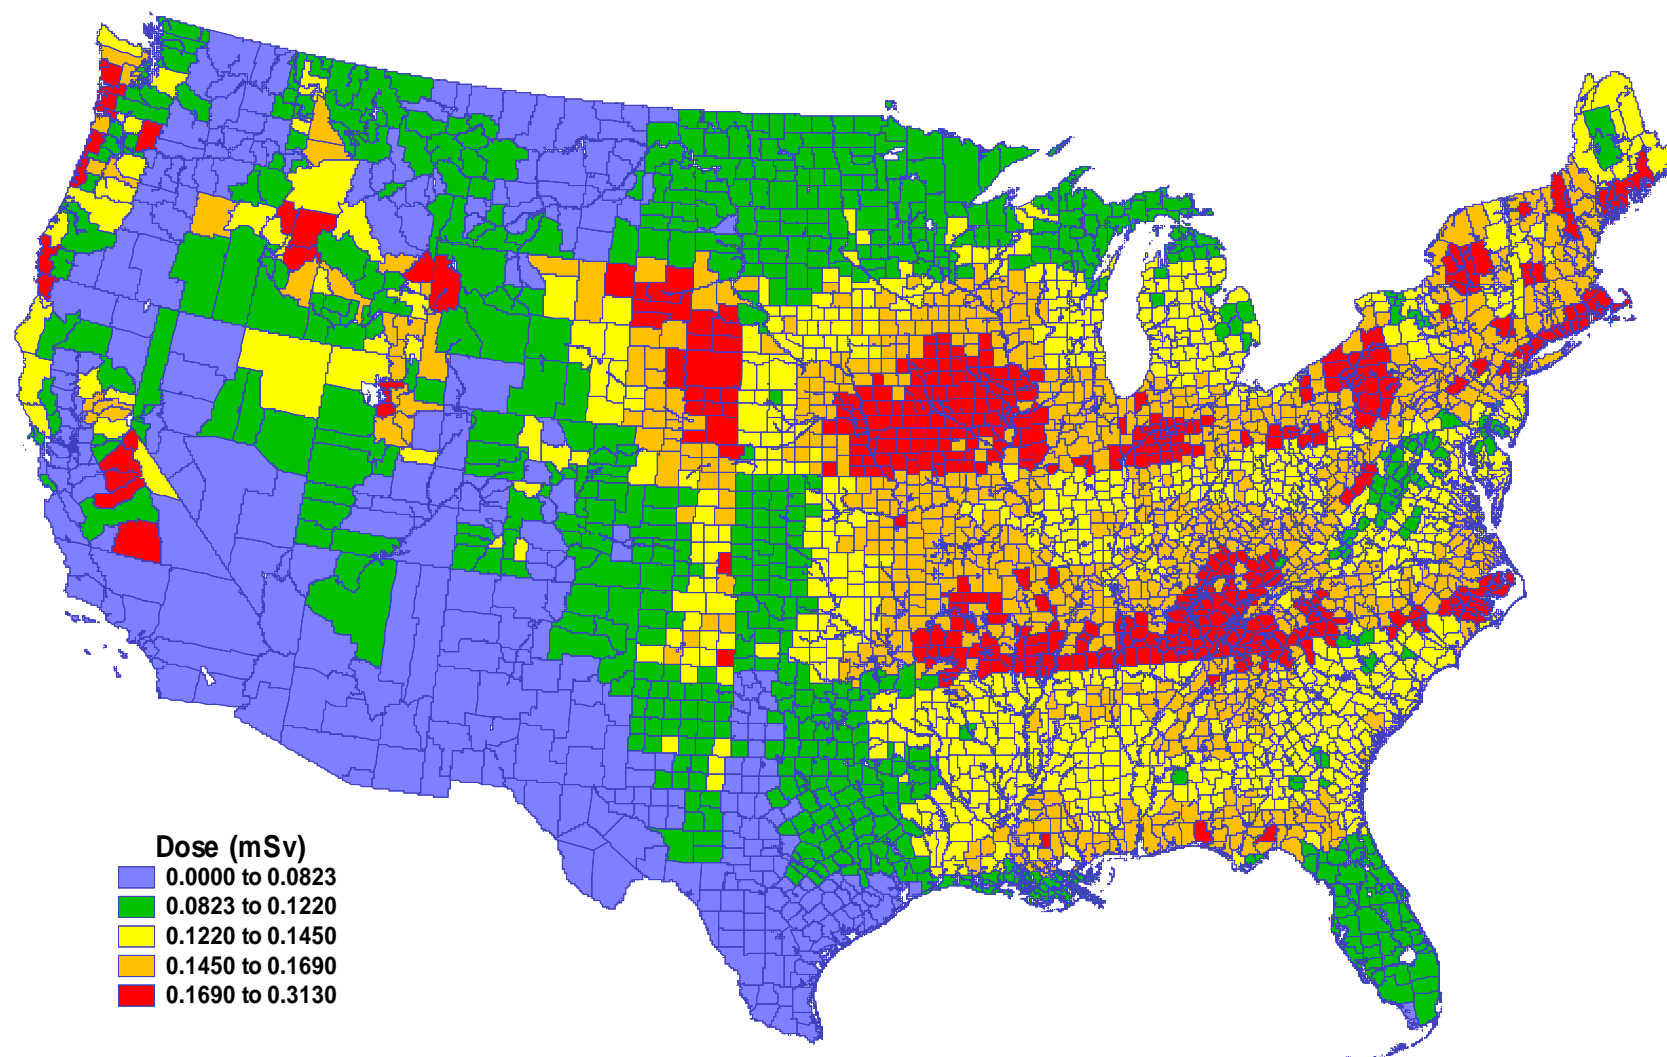 Dose (mSv)
0.0000 to 0.0823
0.0823 to 0.1220
0.1220 to 0.1450
0.1450 to 0.1690
0.1690 to 0.3130